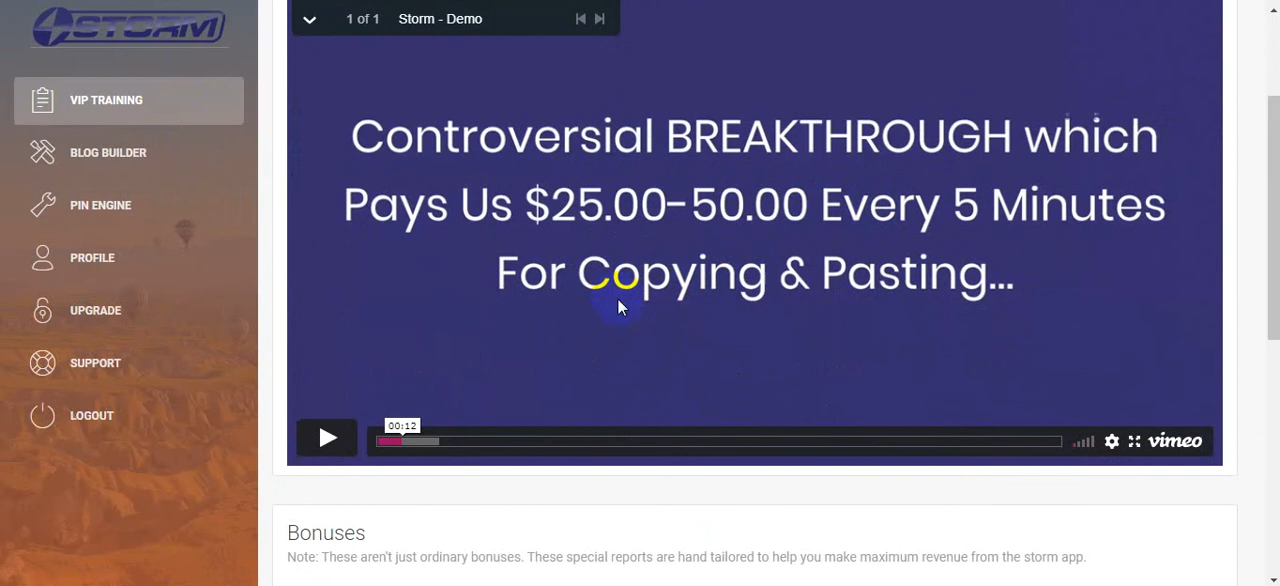 4STORM
VIP TRAINING
BLOG BUILDER
PIN ENGINE
PROFILE
UPGRADE
SUPPORT
LOGOUT
1 of 1 Storm - Demo
Controversial BREAKTHROUGH which
Pays Us $25.00-50.00 Every 5 Minutes
For Copying & Pasting...
00:12
vimeo
Bonuses
Note: These aren't just ordinary bonuses. These special reports are hand tailored to help you make maximum revenue from the storm app.